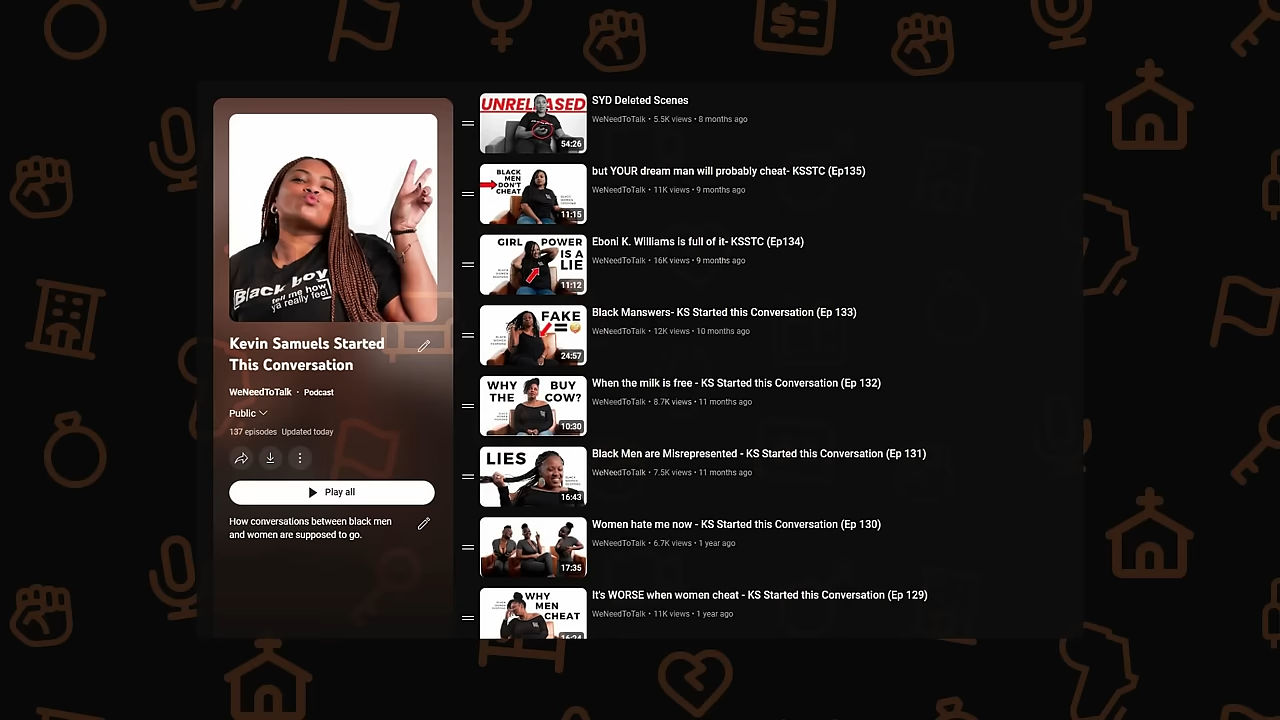 Black boy
tell me how
ya really feel
Kevin Samuels Started
This Conversation
WeNeedToTalk • Podcast
Public
137 episodes Updated today
Play all
How conversations between black men
and women are supposed to go.
UNRELEASED
54:26
SYD Deleted Scenes
WeNeedToTalk • 5.5K views • 8 months ago
BLACK
MEN
DON'T
CHEAT
11:15
but YOUR dream man will probably cheat- KSSTC (Ep135)
WeNeedToTalk • 11K views • 9 months ago
GIRL POWER
IS A
LIE
11:12
Eboni K. Williams is full of it- KSSTC (Ep134)
WeNeedToTalk • 16K views • 9 months ago
FAKE
=
24:57
Black Manswers- KS Started this Conversation (Ep 133)
WeNeedToTalk • 12K views • 10 months ago
WHY BUY
THE COW?
10:30
When the milk is free - KS Started this Conversation (Ep 132)
WeNeedToTalk • 8.7K views • 11 months ago
LIES
16:43
Black Men are Misrepresented - KS Started this Conversation (Ep 131)
WeNeedToTalk • 7.5K views • 11 months ago
17:35
Women hate me now - KS Started this Conversation (Ep 130)
WeNeedToTalk • 6.7K views • 1 year ago
WHY
MEN
CHEAT
It's WORSE when women cheat - KS Started this Conversation (Ep 129)
WeNeedToTalk • 11K views • 1 year ago